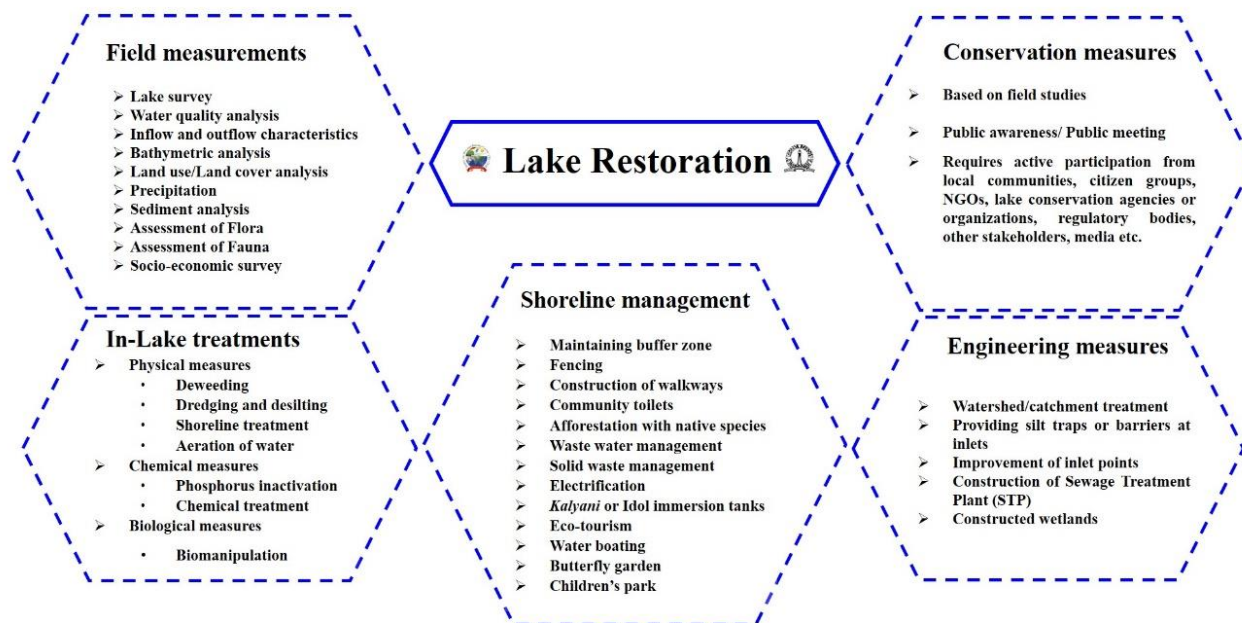 Field measurements
➢ Lake survey
➢ Water quality analysis
➢ Inflow and outflow characteristics
➢ Bathymetric analysis
➢ Land use/Land cover analysis
➢ Precipitation
➢ Sediment analysis
➢ Assessment of Flora
➢ Assessment of Fauna
➢ Socio-economic survey
Lake Restoration
Conservation measures
➢ Based on field studies
➢ Public awareness/ Public meeting
➢ Requires active participation from
local communities, citizen groups,
NGOs, lake conservation agencies or
organizations, regulatory bodies,
other stakeholders, media etc.
In-Lake treatments
➢ Physical measures
• Deweeding
• Dredging and desilting
• Shoreline treatment
• Aeration of water
➢ Chemical measures
• Phosphorus inactivation
• Chemical treatment
➢ Biological measures
• Biomanipulation
Shoreline management
➢ Maintaining buffer zone
➢ Fencing
➢ Construction of walkways
➢ Community toilets
➢ Afforestation with native species
➢ Waste water management
➢ Solid waste management
➢ Electrification
➢ Kalyani or Idol immersion tanks
➢ Eco-tourism
➢ Water boating
➢ Butterfly garden
➢ Children's park
Engineering measures
➢ Watershed/catchment treatment
➢ Providing silt traps or barriers at
inlets
➢ Improvement of inlet points
➢ Construction of Sewage Treatment
Plant (STP)
➢ Constructed wetlands